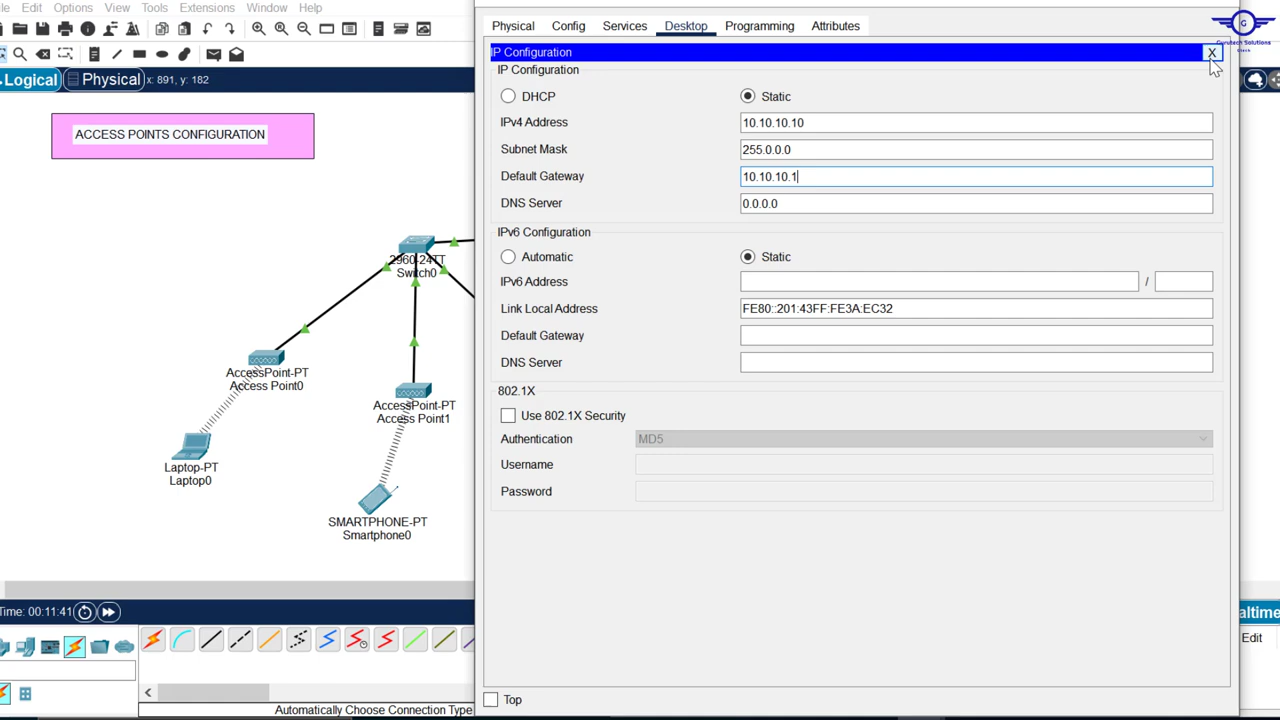 Edit Options View Tools Extensions Window Help
Logical Physical x: 891, y: 182
ACCESS POINTS CONFIGURATION
2960-24TT
Switch0
AccessPoint-PT
Access Point0
AccessPoint-PT
Access Point1
Laptop-PT
Laptop0
SMARTPHONE-PT
Smartphone0
Time: 00:11:41
Automatically Choose Connection Type
Physical Config Services Desktop Programming Attributes
IP Configuration X
IP Configuration
DHCP Static
IPv4 Address 10.10.10.10
Subnet Mask 255.0.0.0
Default Gateway 10.10.10.1
DNS Server 0.0.0.0
IPv6 Configuration
Automatic Static
IPv6 Address /
Link Local Address FE80::201:43FF:FE3A:EC32
Default Gateway
DNS Server
802.1X
Use 802.1X Security
Authentication MD5
Username
Password
Top
G
Gurutech Solutions
altime
Edit